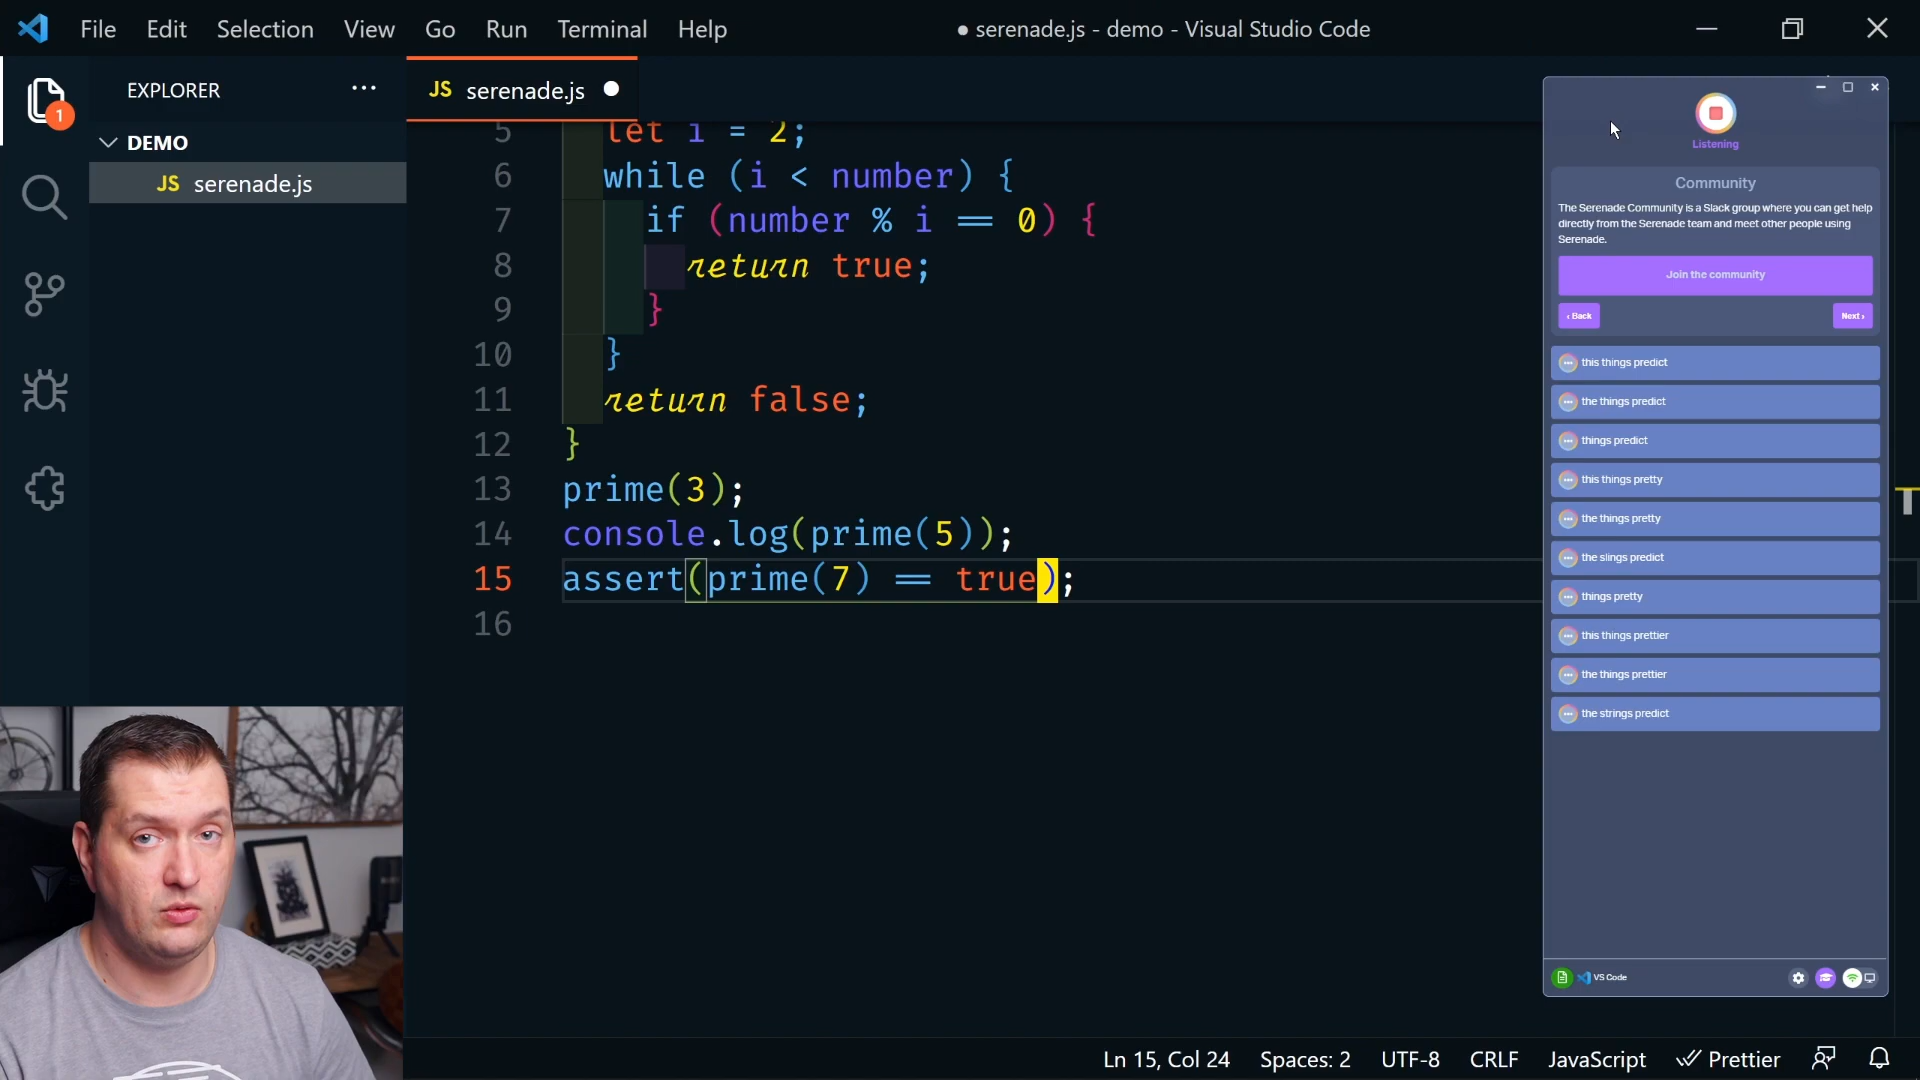 File Edit Selection View Go Run Terminal Help
● serenade.js - demo - Visual Studio Code
EXPLORER ···
1
DEMO
JS serenade.js
JS serenade.js
5 let i = 2;
6 while (i < number) {
7 if (number % i == 0) {
8 return true;
9 }
10 }
11 return false;
12 }
13 prime(3);
14 console.log(prime(5));
15 assert(prime(7) == true);
16
Listening
Community
The Serenade Community is a Slack group where you can get help
directly from the Serenade team and meet other people using
Serenade.
Join the community
‹ Back
Next ›
this things predict
the things predict
things predict
this things pretty
the things pretty
the slings predict
things pretty
this things prettier
the things prettier
the strings predict
VS Code
Ln 15, Col 24 Spaces: 2 UTF-8 CRLF JavaScript Prettier